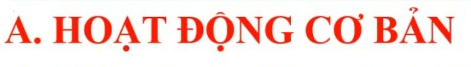 A. HOẠT ĐỘNG CƠ BẢN